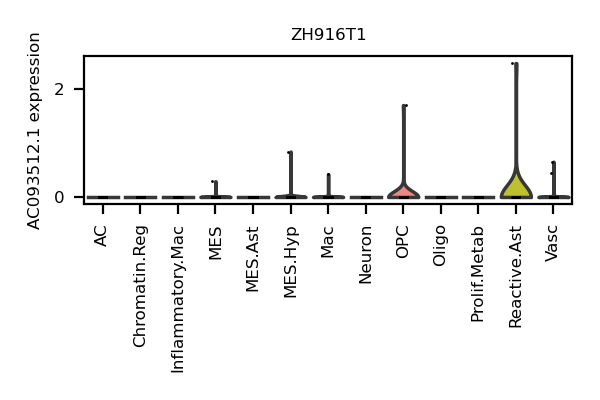 ZH916T1
AC093512.1 expression
2
0
AC
Chromatin.Reg
Inflammatory.Mac
MES
MES.Ast
MES.Hyp
Mac
Neuron
OPC
Oligo
Prolif.Metab
Reactive.Ast
Vasc